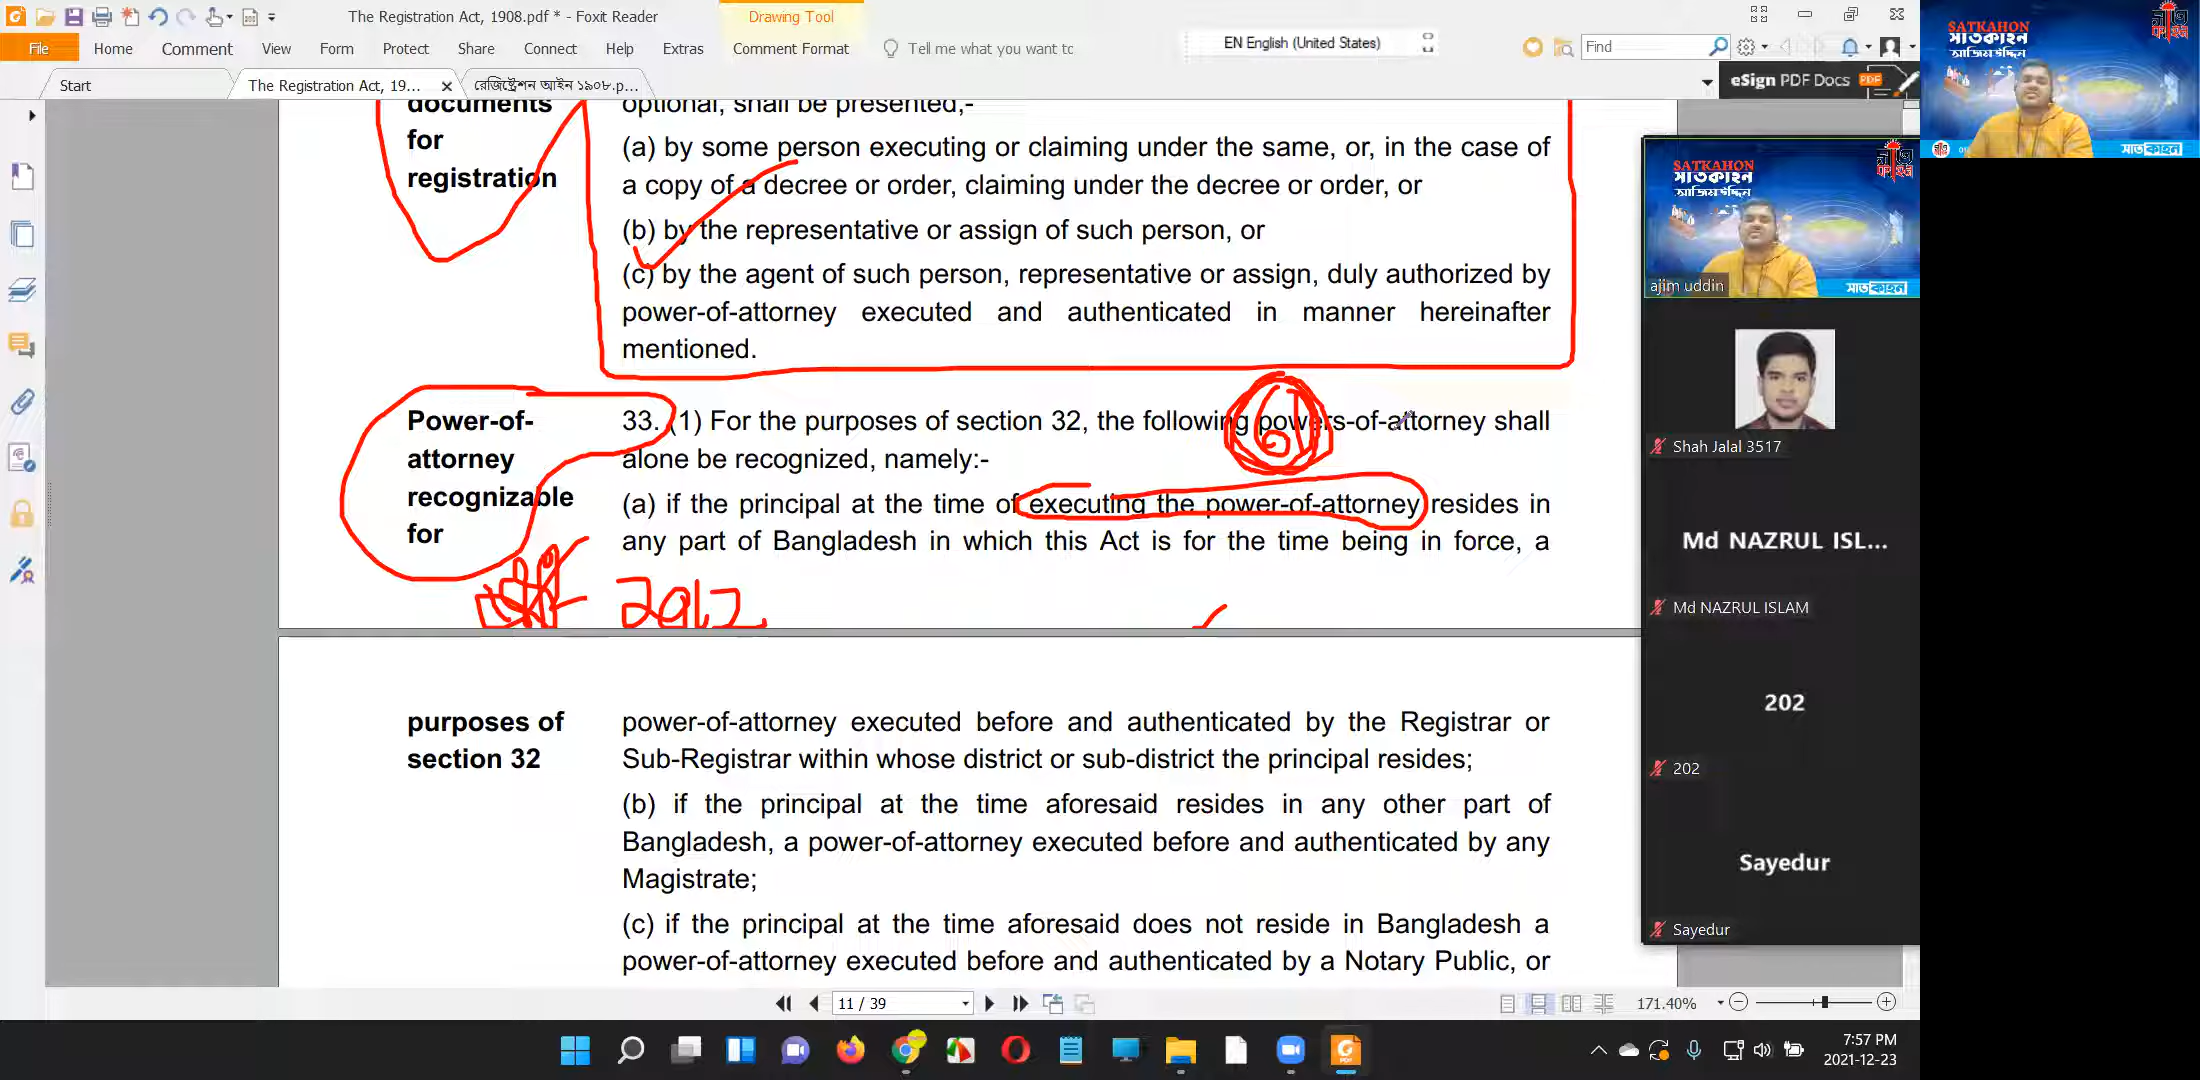 The Registration Act, 1908.pdf * - Foxit Reader
Drawing Tool
File Home Comment View Form Protect Share Connect Help Extras Comment Format Tell me what you want to
EN English (United States)
Find
Start
The Registration Act, 19...
রেজিস্ট্রেশন আইন ১৯০৮.p...
eSign PDF Docs
documents
for
registration
optional, shall be presented,-
(a) by some person executing or claiming under the same, or, in the case of
a copy of a decree or order, claiming under the decree or order, or
(b) by the representative or assign of such person, or
(c) by the agent of such person, representative or assign, duly authorized by
power-of-attorney executed and authenticated in manner hereinafter
mentioned.
Power-of-
attorney
recognizable
for
33. (1) For the purposes of section 32, the following powers-of-attorney shall
alone be recognized, namely:-
(a) if the principal at the time of executing the power-of-attorney resides in
any part of Bangladesh in which this Act is for the time being in force, a
purposes of
section 32
power-of-attorney executed before and authenticated by the Registrar or
Sub-Registrar within whose district or sub-district the principal resides;
(b) if the principal at the time aforesaid resides in any other part of
Bangladesh, a power-of-attorney executed before and authenticated by any
Magistrate;
(c) if the principal at the time aforesaid does not reside in Bangladesh a
power-of-attorney executed before and authenticated by a Notary Public, or
SATKAHON
সাতকাহন
আজিম উদ্দিন
সাতকাহন
SATKAHON
সাতকাহন
আজিম উদ্দিন
ajim uddin
সাতকাহন
Shah Jalal 3517
Md NAZRUL ISL...
Md NAZRUL ISLAM
202
202
Sayedur
Sayedur
11 / 39
171.40%
7:57 PM
2021-12-23